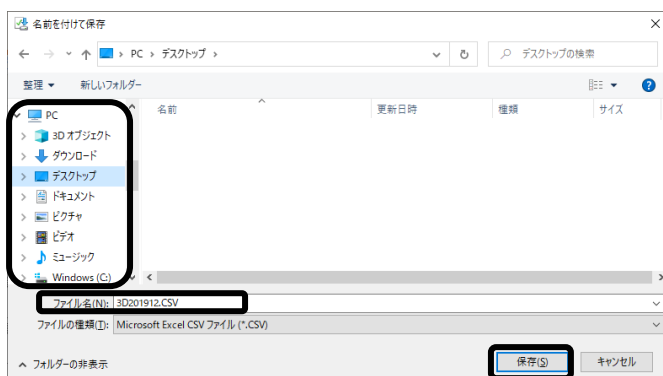 名前を付けて保存
PC › デスクトップ ›
デスクトップの検索
整理 新しいフォルダー
名前 更新日時 種類 サイズ
PC
3D オブジェクト
ダウンロード
デスクトップ
ドキュメント
ピクチャ
ビデオ
ミュージック
Windows (C:)
ファイル名(N): 3D201912.CSV
ファイルの種類(T): Microsoft Excel CSV ファイル (*.CSV)
フォルダーの非表示 保存(S) キャンセル